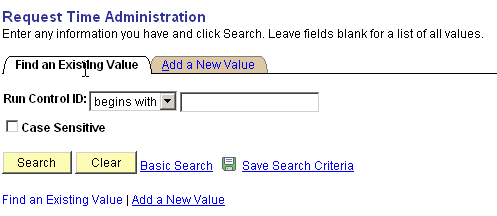 Request Time Administration
Enter any information you have and click Search. Leave fields blank for a list of all values.
Find an Existing Value Add a New Value
Run Control ID: begins with
Case Sensitive
Search Clear Basic Search Save Search Criteria
Find an Existing Value | Add a New Value